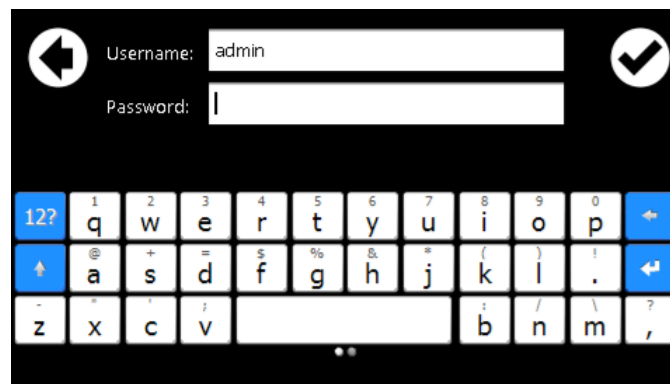 Username: admin
Password:
1 2 3 4 5 6 7 8 9 0
12? q w e r t y u i o p
@ + = $ % & * ( ) !
a s d f g h j k l .
- " ' ; : / \ ?
z x c v b n m ,